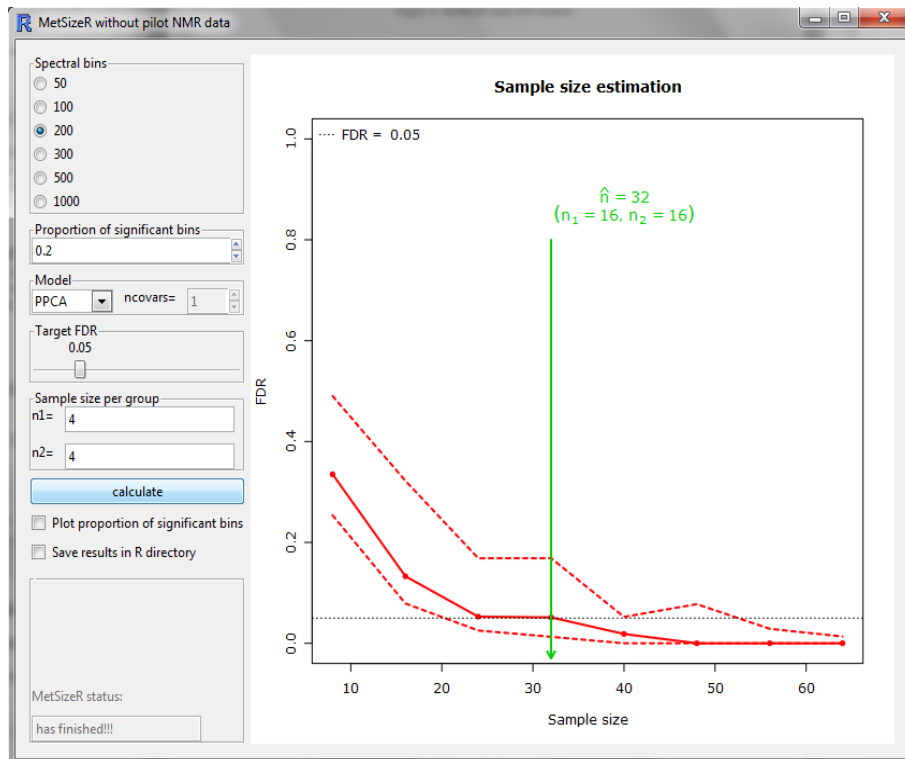 MetSizeR without pilot NMR data
Spectral bins
50
100
200
300
500
1000
Proportion of significant bins
0.2
Model
PPCA ncovars= 1
Target FDR
0.05
Sample size per group
n1= 4
n2= 4
calculate
Plot proportion of significant bins
Save results in R directory
MetSizeR status:
has finished!!!
Sample size estimation
FDR = 0.05
n̂ = 32
(n₁ = 16, n₂ = 16)
FDR
1.0
0.8
0.6
0.4
0.2
0.0
10 20 30 40 50 60
Sample size